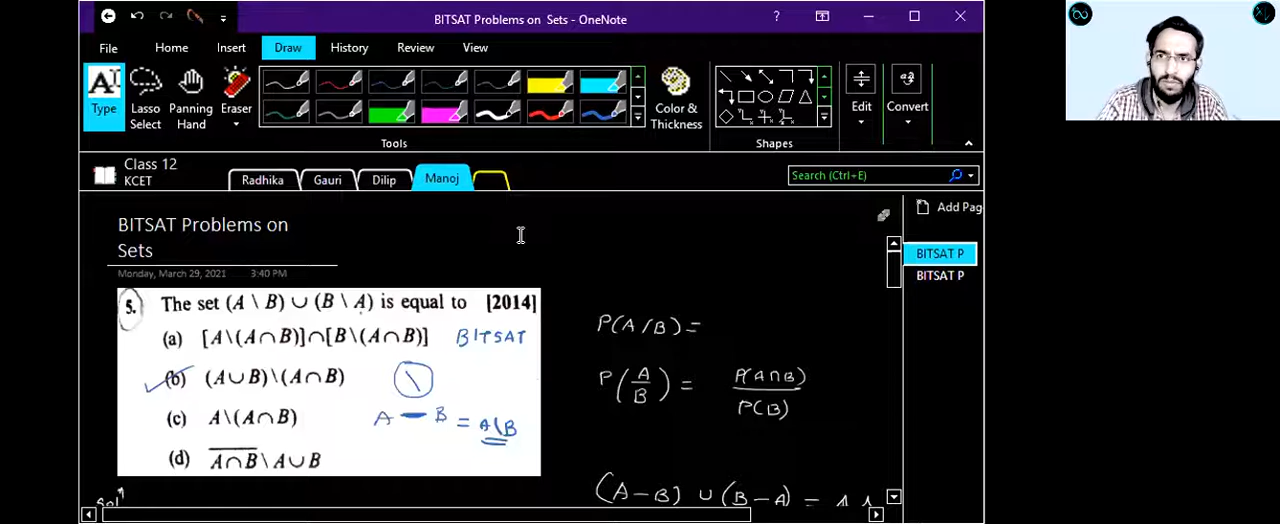 BITSAT Problems on Sets - OneNote
?
File
Home
Insert
Draw
History
Review
View
Type
Lasso Select
Panning Hand
Eraser
Color & Thickness
Edit
Convert
Tools
Shapes
Class 12
KCET
Radhika
Gauri
Dilip
Manoj
Search (Ctrl+E)
BITSAT Problems on
Sets
Monday, March 29, 2021 3:40 PM
Add Pag
BITSAT P
BITSAT P
5. The set (A \ B) ∪ (B \ A) is equal to [2014]
(a) [A\(A∩B)]∩[B\(A∩B)] BITSAT
(b) (A∪B)\(A∩B) \
(c) A\(A∩B) A — B = A\B
(d) \overline{A∩B}\A∪B
P(A/B) =
P(A/B) = P(A∩B)/P(B)
Solⁿ
(A-B) ∪ (B-A) =